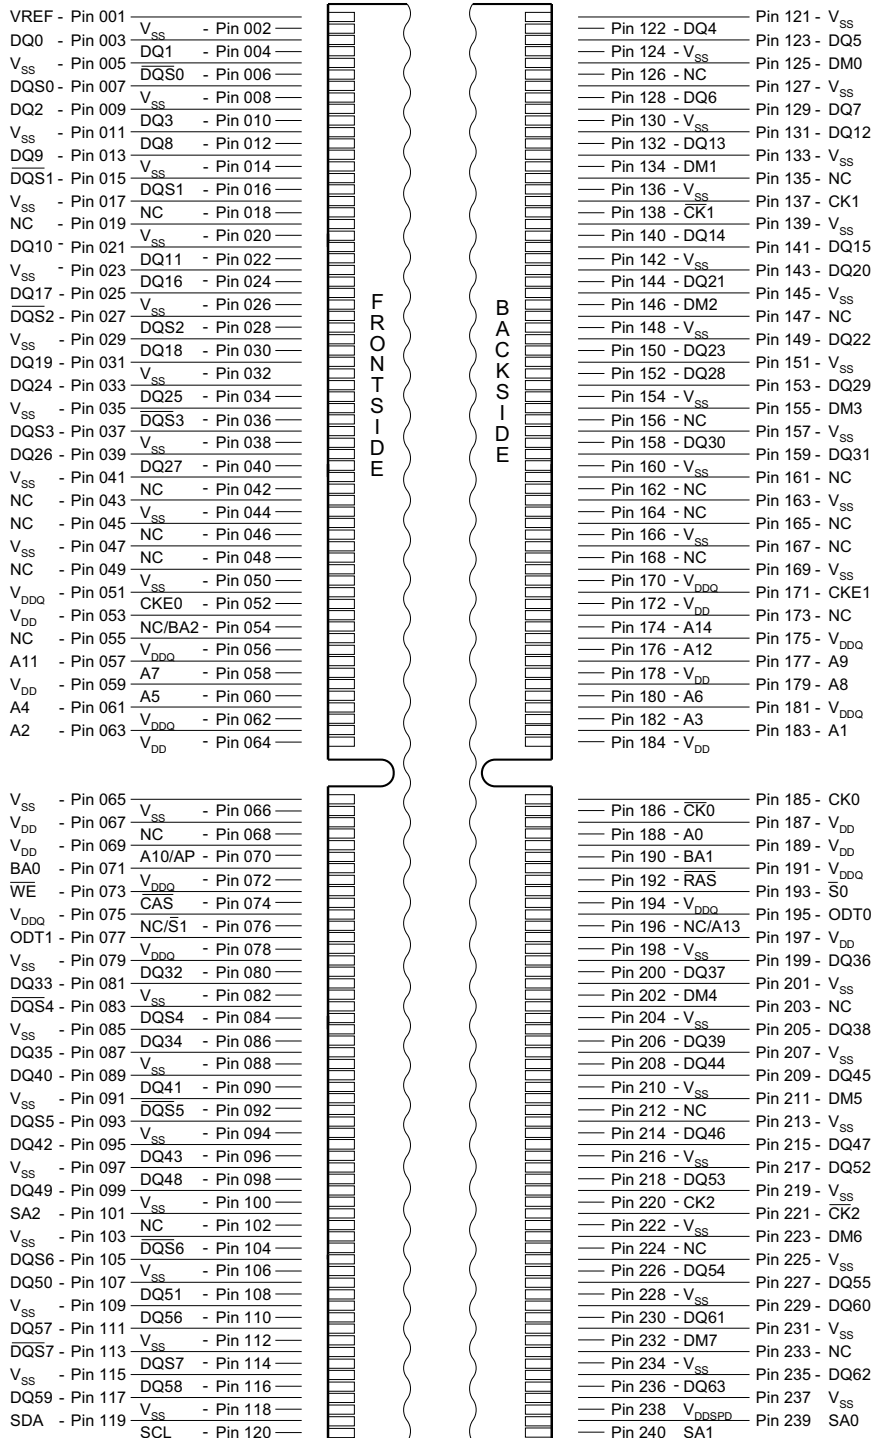 VREF - Pin 001
VSS - Pin 002
DQ0 - Pin 003
DQ1 - Pin 004
VSS - Pin 005
DQS0 - Pin 006
DQS0 - Pin 007
VSS - Pin 008
DQ2 - Pin 009
DQ3 - Pin 010
VSS - Pin 011
DQ8 - Pin 012
DQ9 - Pin 013
VSS - Pin 014
DQS1 - Pin 015
DQS1 - Pin 016
VSS - Pin 017
NC - Pin 018
NC - Pin 019
VSS - Pin 020
DQ10 - Pin 021
DQ11 - Pin 022
VSS - Pin 023
DQ16 - Pin 024
DQ17 - Pin 025
VSS - Pin 026
DQS2 - Pin 027
DQS2 - Pin 028
VSS - Pin 029
DQ18 - Pin 030
DQ19 - Pin 031
VSS - Pin 032
DQ24 - Pin 033
DQ25 - Pin 034
VSS - Pin 035
DQS3 - Pin 036
DQS3 - Pin 037
VSS - Pin 038
DQ26 - Pin 039
DQ27 - Pin 040
VSS - Pin 041
NC - Pin 042
NC - Pin 043
VSS - Pin 044
NC - Pin 045
NC - Pin 046
VSS - Pin 047
NC - Pin 048
NC - Pin 049
VSS - Pin 050
VDDQ - Pin 051
CKE0 - Pin 052
VDD - Pin 053
NC/BA2 - Pin 054
NC - Pin 055
VDDQ - Pin 056
A11 - Pin 057
A7 - Pin 058
VDD - Pin 059
A5 - Pin 060
A4 - Pin 061
VDDQ - Pin 062
A2 - Pin 063
VDD - Pin 064
VSS - Pin 065
VSS - Pin 066
VDD - Pin 067
NC - Pin 068
VDD - Pin 069
A10/AP - Pin 070
BA0 - Pin 071
VDDQ - Pin 072
WE - Pin 073
CAS - Pin 074
VDDQ - Pin 075
NC/S1 - Pin 076
ODT1 - Pin 077
VDDQ - Pin 078
VSS - Pin 079
DQ32 - Pin 080
DQ33 - Pin 081
VSS - Pin 082
DQS4 - Pin 083
DQS4 - Pin 084
VSS - Pin 085
DQ34 - Pin 086
DQ35 - Pin 087
VSS - Pin 088
DQ40 - Pin 089
DQ41 - Pin 090
VSS - Pin 091
DQS5 - Pin 092
DQS5 - Pin 093
VSS - Pin 094
DQ42 - Pin 095
DQ43 - Pin 096
VSS - Pin 097
DQ48 - Pin 098
DQ49 - Pin 099
VSS - Pin 100
SA2 - Pin 101
NC - Pin 102
VSS - Pin 103
DQS6 - Pin 104
DQS6 - Pin 105
VSS - Pin 106
DQ50 - Pin 107
DQ51 - Pin 108
VSS - Pin 109
DQ56 - Pin 110
DQ57 - Pin 111
VSS - Pin 112
DQS7 - Pin 113
DQS7 - Pin 114
VSS - Pin 115
DQ58 - Pin 116
DQ59 - Pin 117
VSS - Pin 118
SDA - Pin 119
SCL - Pin 120
FRONTSIDE
BACKSIDE
Pin 121 - VSS
Pin 122 - DQ4
Pin 123 - DQ5
Pin 124 - VSS
Pin 125 - DM0
Pin 126 - NC
Pin 127 - VSS
Pin 128 - DQ6
Pin 129 - DQ7
Pin 130 - VSS
Pin 131 - DQ12
Pin 132 - DQ13
Pin 133 - VSS
Pin 134 - DM1
Pin 135 - NC
Pin 136 - VSS
Pin 137 - CK1
Pin 138 - CK1
Pin 139 - VSS
Pin 140 - DQ14
Pin 141 - DQ15
Pin 142 - VSS
Pin 143 - DQ20
Pin 144 - DQ21
Pin 145 - VSS
Pin 146 - DM2
Pin 147 - NC
Pin 148 - VSS
Pin 149 - DQ22
Pin 150 - DQ23
Pin 151 - VSS
Pin 152 - DQ28
Pin 153 - DQ29
Pin 154 - VSS
Pin 155 - DM3
Pin 156 - NC
Pin 157 - VSS
Pin 158 - DQ30
Pin 159 - DQ31
Pin 160 - VSS
Pin 161 - NC
Pin 162 - NC
Pin 163 - VSS
Pin 164 - NC
Pin 165 - NC
Pin 166 - VSS
Pin 167 - NC
Pin 168 - NC
Pin 169 - VSS
Pin 170 - VDDQ
Pin 171 - CKE1
Pin 172 - VDD
Pin 173 - NC
Pin 174 - A14
Pin 175 - VDDQ
Pin 176 - A12
Pin 177 - A9
Pin 178 - VDD
Pin 179 - A8
Pin 180 - A6
Pin 181 - VDDQ
Pin 182 - A3
Pin 183 - A1
Pin 184 - VDD
Pin 185 - CK0
Pin 186 - CK0
Pin 187 - VDD
Pin 188 - A0
Pin 189 - VDD
Pin 190 - BA1
Pin 191 - VDDQ
Pin 192 - RAS
Pin 193 - S0
Pin 194 - VDDQ
Pin 195 - ODT0
Pin 196 - NC/A13
Pin 197 - VDD
Pin 198 - VSS
Pin 199 - DQ36
Pin 200 - DQ37
Pin 201 - VSS
Pin 202 - DM4
Pin 203 - NC
Pin 204 - VSS
Pin 205 - DQ38
Pin 206 - DQ39
Pin 207 - VSS
Pin 208 - DQ44
Pin 209 - DQ45
Pin 210 - VSS
Pin 211 - DM5
Pin 212 - NC
Pin 213 - VSS
Pin 214 - DQ46
Pin 215 - DQ47
Pin 216 - VSS
Pin 217 - DQ52
Pin 218 - DQ53
Pin 219 - VSS
Pin 220 - CK2
Pin 221 - CK2
Pin 222 - VSS
Pin 223 - DM6
Pin 224 - NC
Pin 225 - VSS
Pin 226 - DQ54
Pin 227 - DQ55
Pin 228 - VSS
Pin 229 - DQ60
Pin 230 - DQ61
Pin 231 - VSS
Pin 232 - DM7
Pin 233 - NC
Pin 234 - VSS
Pin 235 - DQ62
Pin 236 - DQ63
Pin 237 VSS
Pin 238 VDDSPD
Pin 239 SA0
Pin 240 SA1